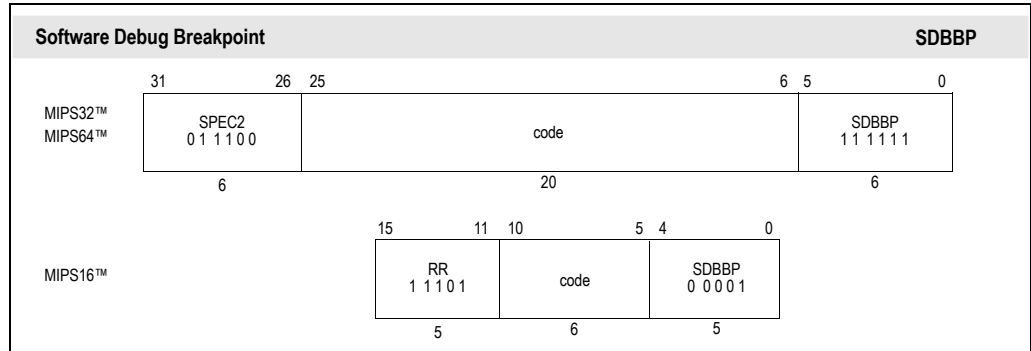 Software Debug Breakpoint SDBBP
31 26 25 6 5 0
MIPS32™
MIPS64™
SPEC2
0 1 1 1 0 0
code
SDBBP
1 1 1 1 1 1
6 20 6
15 11 10 5 4 0
MIPS16™
RR
1 1 1 0 1
code
SDBBP
0 0 0 0 1
5 6 5